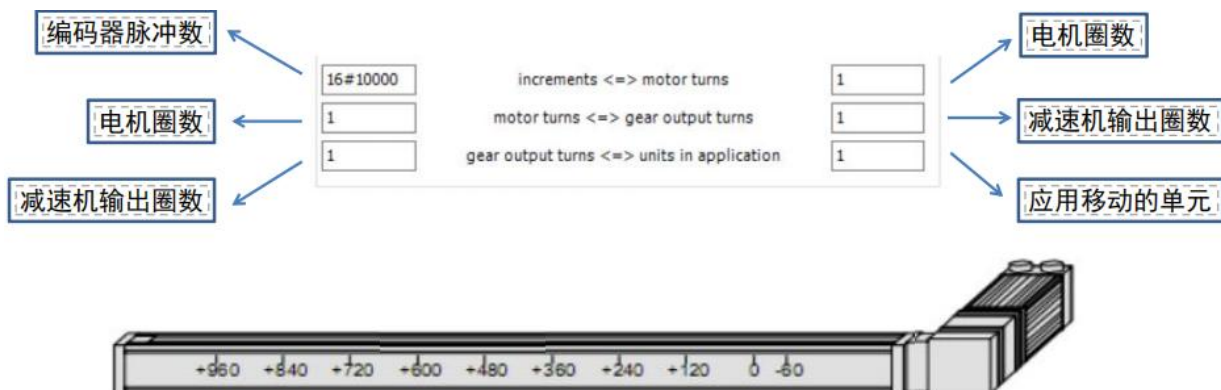 编码器脉冲数
电机圈数
16#10000 increments <=> motor turns 1
电机圈数
1 motor turns <=> gear output turns 1
减速机输出圈数
1 gear output turns <=> units in application 1
减速机输出圈数
应用移动的单元
+960 +840 +720 +600 +480 +360 +240 +120 0 -60